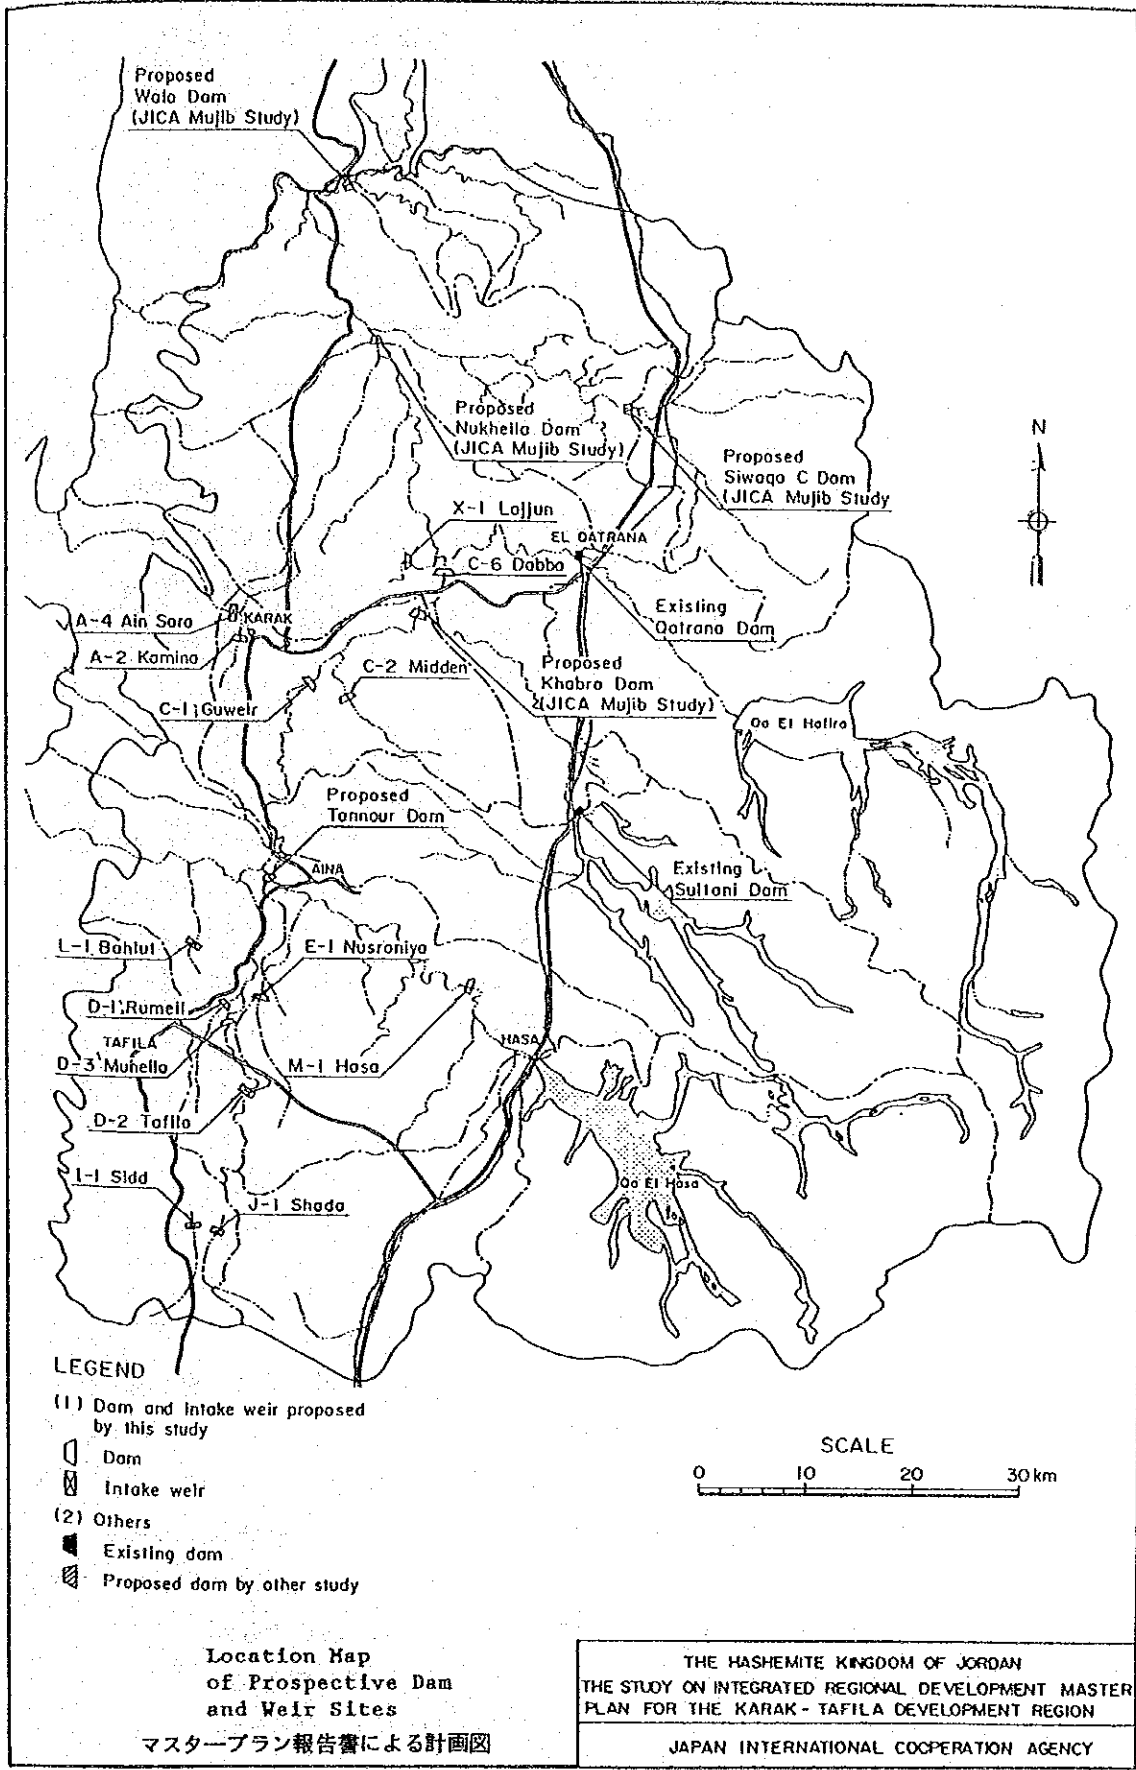 Proposed
Wala Dam
(JICA Mujib Study)
Proposed
Nukheila Dam
(JICA Mujib Study)
Proposed
Siwaqa C Dam
(JICA Mujib Study
N
X-1 Lajjun
EL QATRANA
C-6 Dabba
Existing
Qatrana Dam
A-4 Ain Sara
KARAK
A-2 Kamina
C-2 Midden
Proposed
Khabra Dam
(JICA Mujib Study)
C-1 Guweir
Qa El Hafira
Proposed
Tannour Dam
AINA
Existing
Sultani Dam
L-1 Bahlul
E-1 Nusraniya
D-1 Rumeil
TAFILA
HASA
D-3 Muhella
M-1 Hasa
D-2 Tafila
I-1 Sidd
J-1 Shada
Qa El Hasa
LEGEND
(1) Dam and Intake weir proposed
by this study
Dam
Intake weir
(2) Others
Existing dam
Proposed dam by other study
SCALE
0 10 20 30 km
Location Map
of Prospective Dam
and Weir Sites
マスタープラン報告書による計画図
THE HASHEMITE KINGDOM OF JORDAN
THE STUDY ON INTEGRATED REGIONAL DEVELOPMENT MASTER
PLAN FOR THE KARAK - TAFILA DEVELOPMENT REGION
JAPAN INTERNATIONAL COOPERATION AGENCY